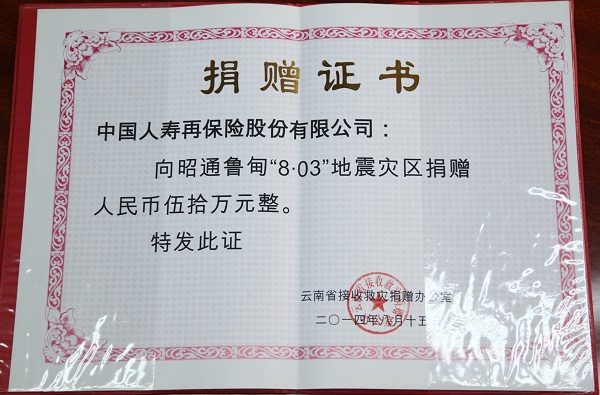 捐赠证书
中国人寿再保险股份有限公司：
向昭通鲁甸“8·03”地震灾区捐赠
人民币伍拾万元整。
特发此证
云南省接收救灾捐赠办公室
二〇一四年八月十五